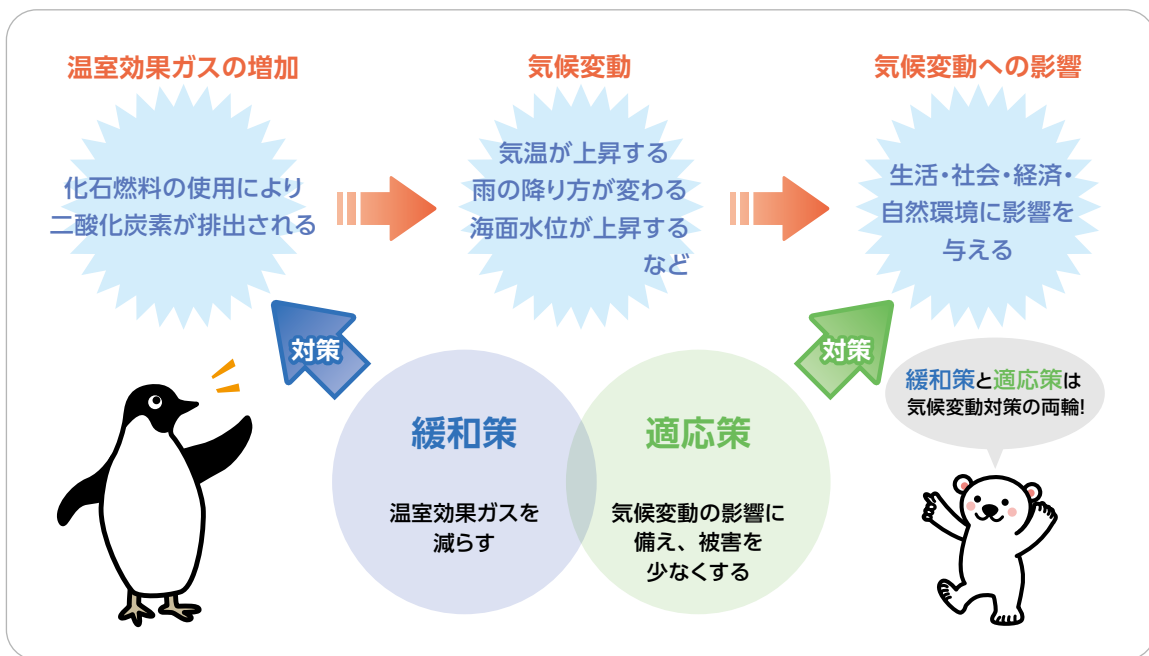 温室効果ガスの増加
化石燃料の使用により
二酸化炭素が排出される
気候変動
気温が上昇する
雨の降り方が変わる
海面水位が上昇する
など
気候変動への影響
生活・社会・経済・
自然環境に影響を
与える
対策
対策
緩和策
温室効果ガスを
減らす
適応策
気候変動の影響に
備え、被害を
少なくする
緩和策と適応策は
気候変動対策の両輪!